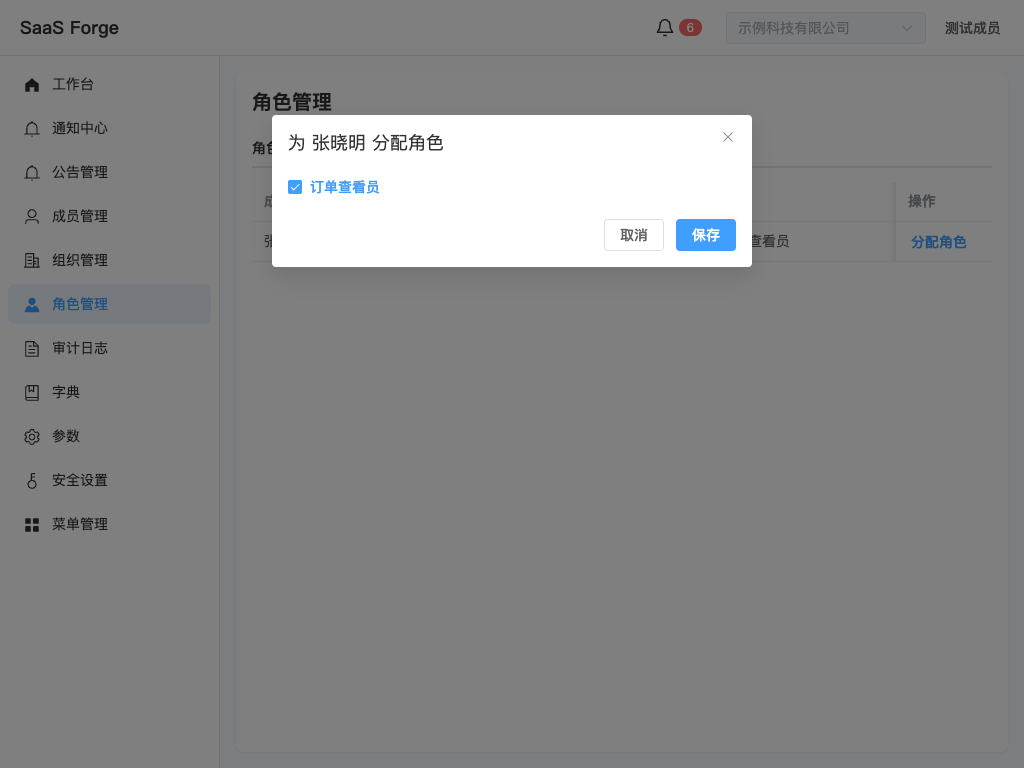 SaaS Forge
6
示例科技有限公司
测试成员
工作台
通知中心
公告管理
成员管理
组织管理
角色管理
审计日志
字典
参数
安全设置
菜单管理
角色管理
为 张晓明 分配角色
订单查看员
取消
保存
操作
查看员
分配角色